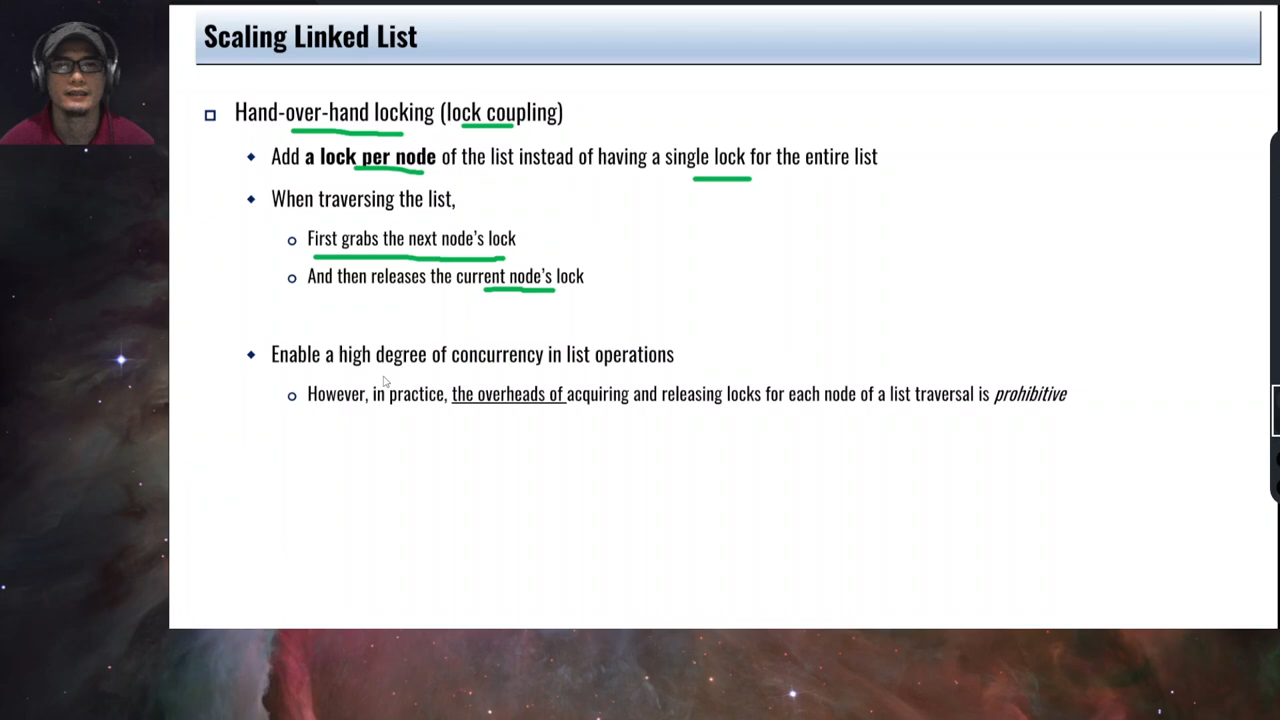 Scaling Linked List
Hand-over-hand locking (lock coupling)
Add a lock per node of the list instead of having a single lock for the entire list
When traversing the list,
First grabs the next node's lock
And then releases the current node's lock
Enable a high degree of concurrency in list operations
However, in practice, the overheads of acquiring and releasing locks for each node of a list traversal is prohibitive